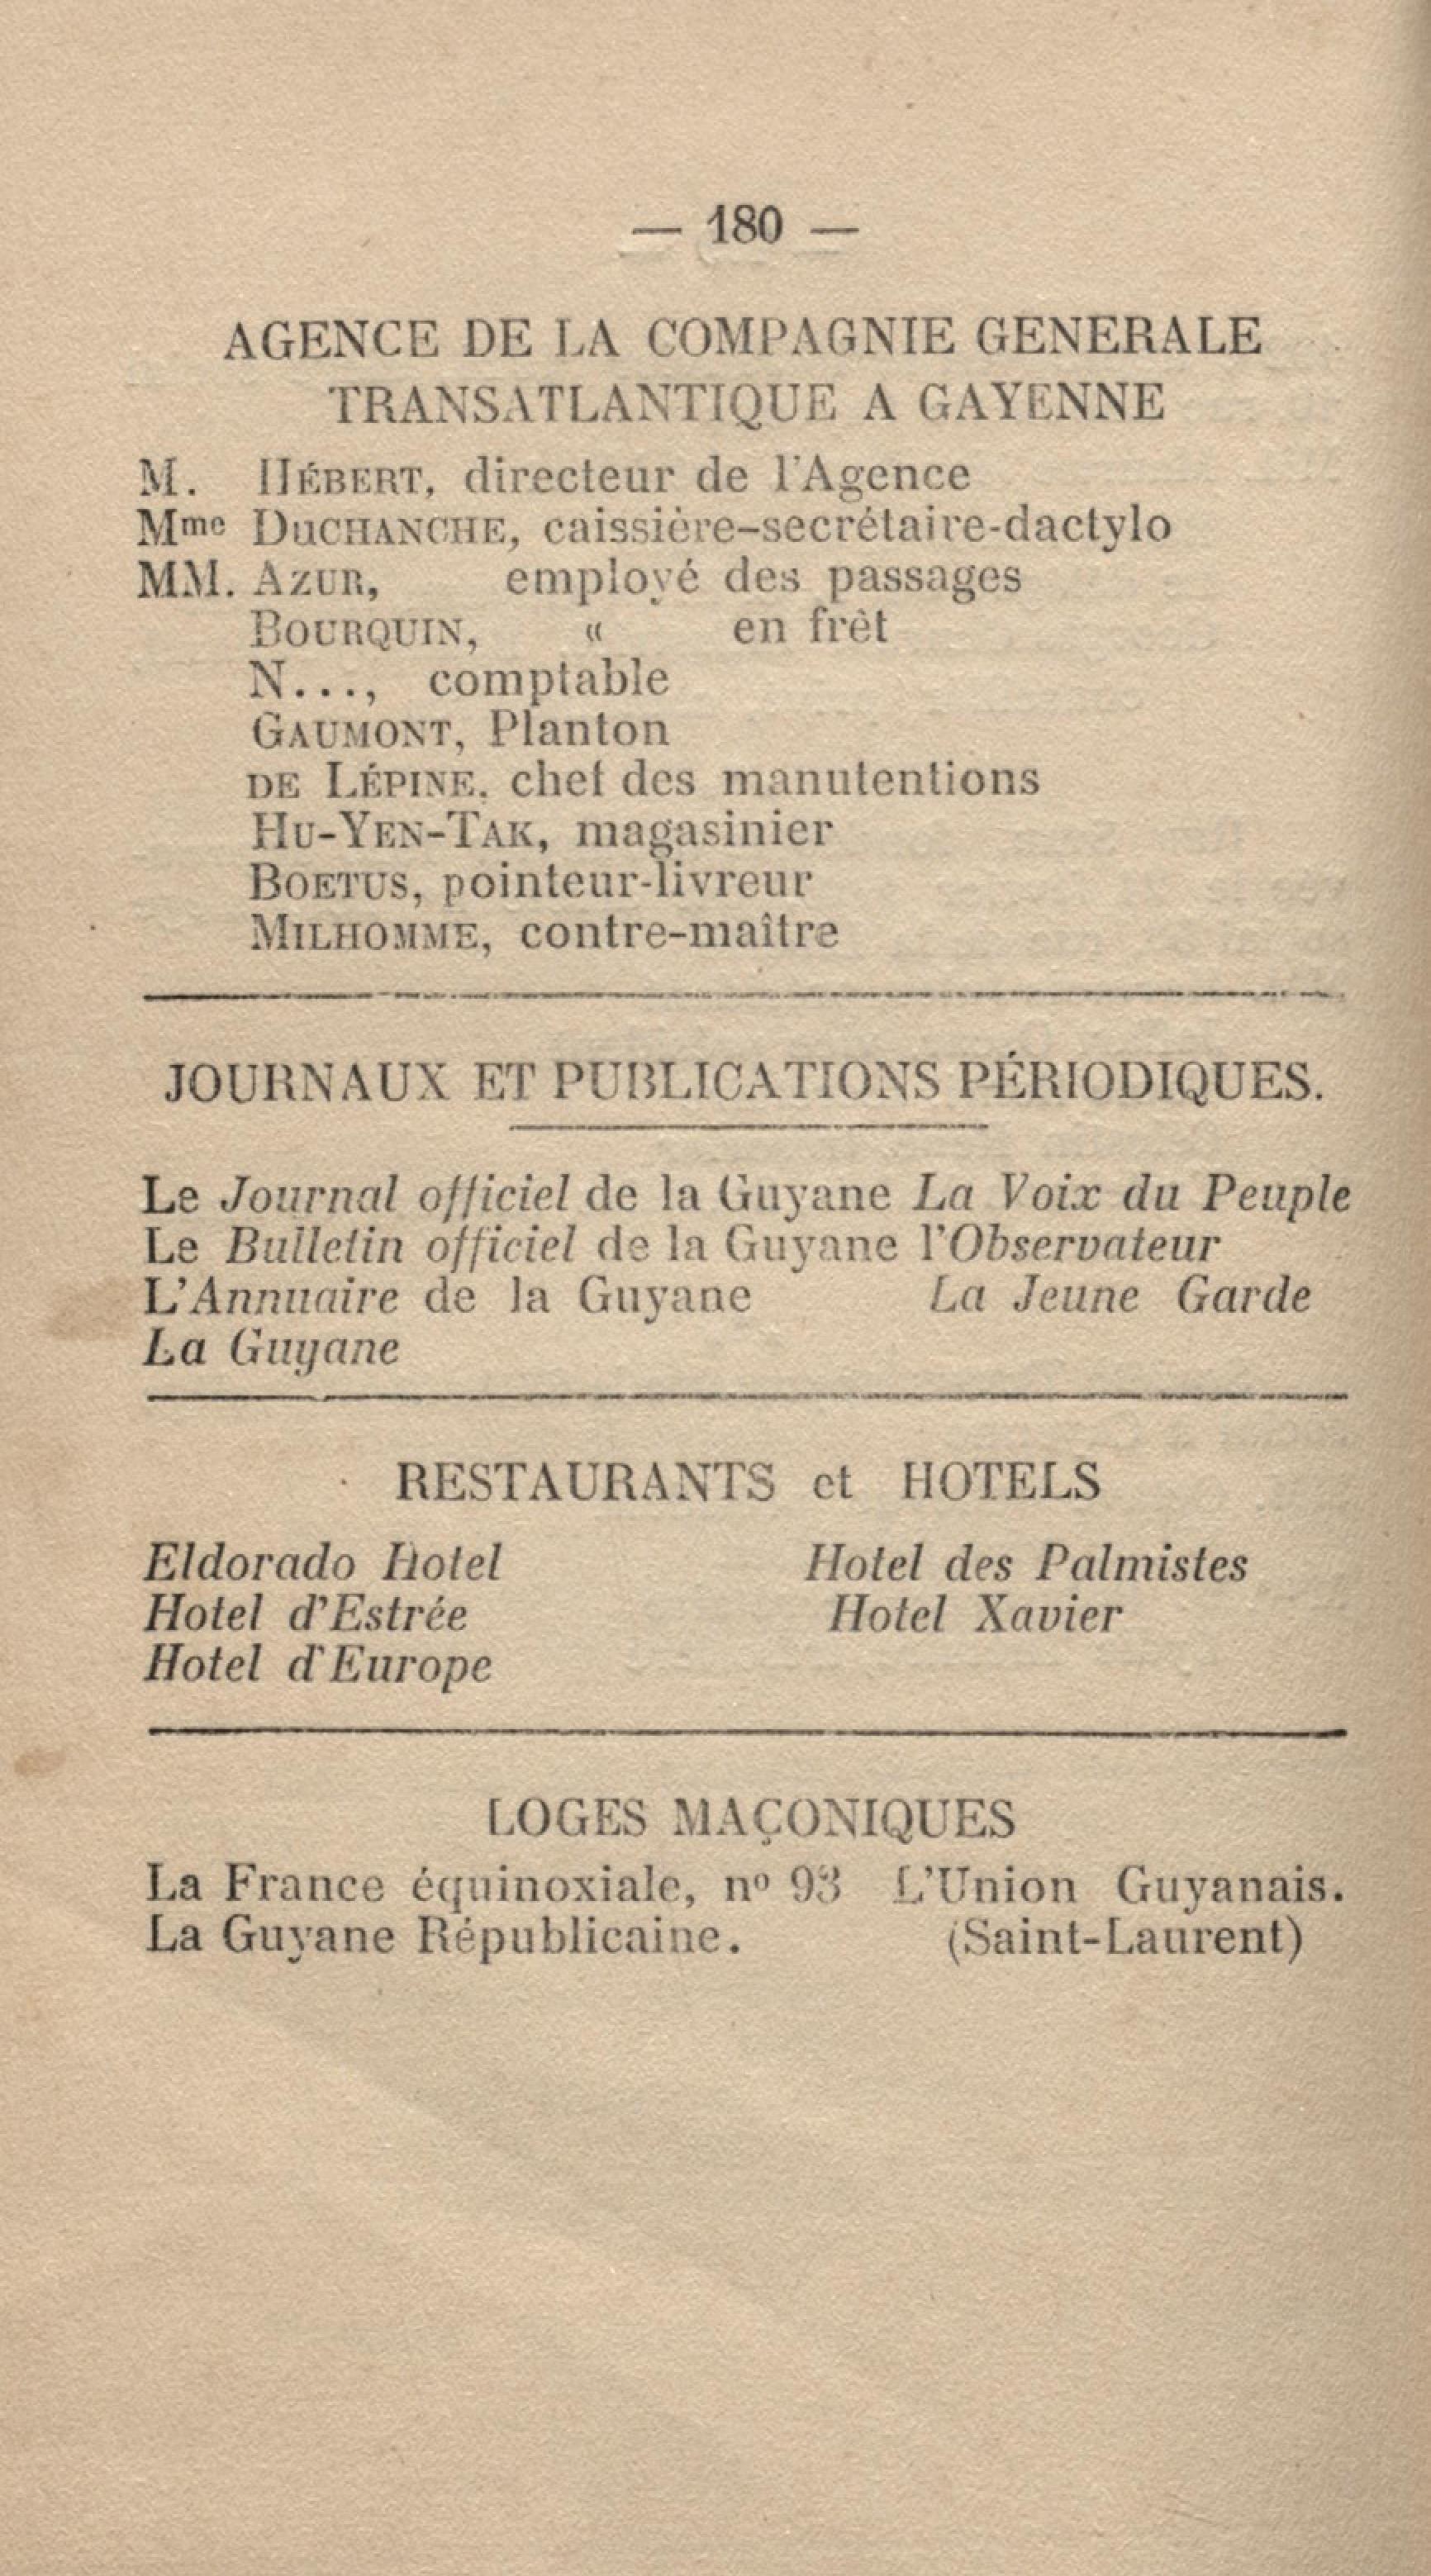 — 180 —
AGENCE DE LA COMPAGNIE GENERALE
TRANSATLANTIQUE A GAYENNE
M. HÉBERT, directeur de l'Agence
Mme DUCHANCHE, caissière-secrétaire-dactylo
MM. AZUR, employé des passages
BOURQUIN, « en frêt
N..., comptable
GAUMONT, Planton
DE LÉPINE, chef des manutentions
HU-YEN-TAK, magasinier
BOETUS, pointeur-livreur
MILHOMME, contre-maître
JOURNAUX ET PUBLICATIONS PÉRIODIQUES.
Le Journal officiel de la Guyane La Voix du Peuple
Le Bulletin officiel de la Guyane l'Observateur
L'Annuaire de la Guyane La Jeune Garde
La Guyane
RESTAURANTS et HOTELS
Eldorado Hotel Hotel des Palmistes
Hotel d'Estrée Hotel Xavier
Hotel d'Europe
LOGES MAÇONIQUES
La France équinoxiale, no 93 L'Union Guyanais.
La Guyane Républicaine. (Saint-Laurent)